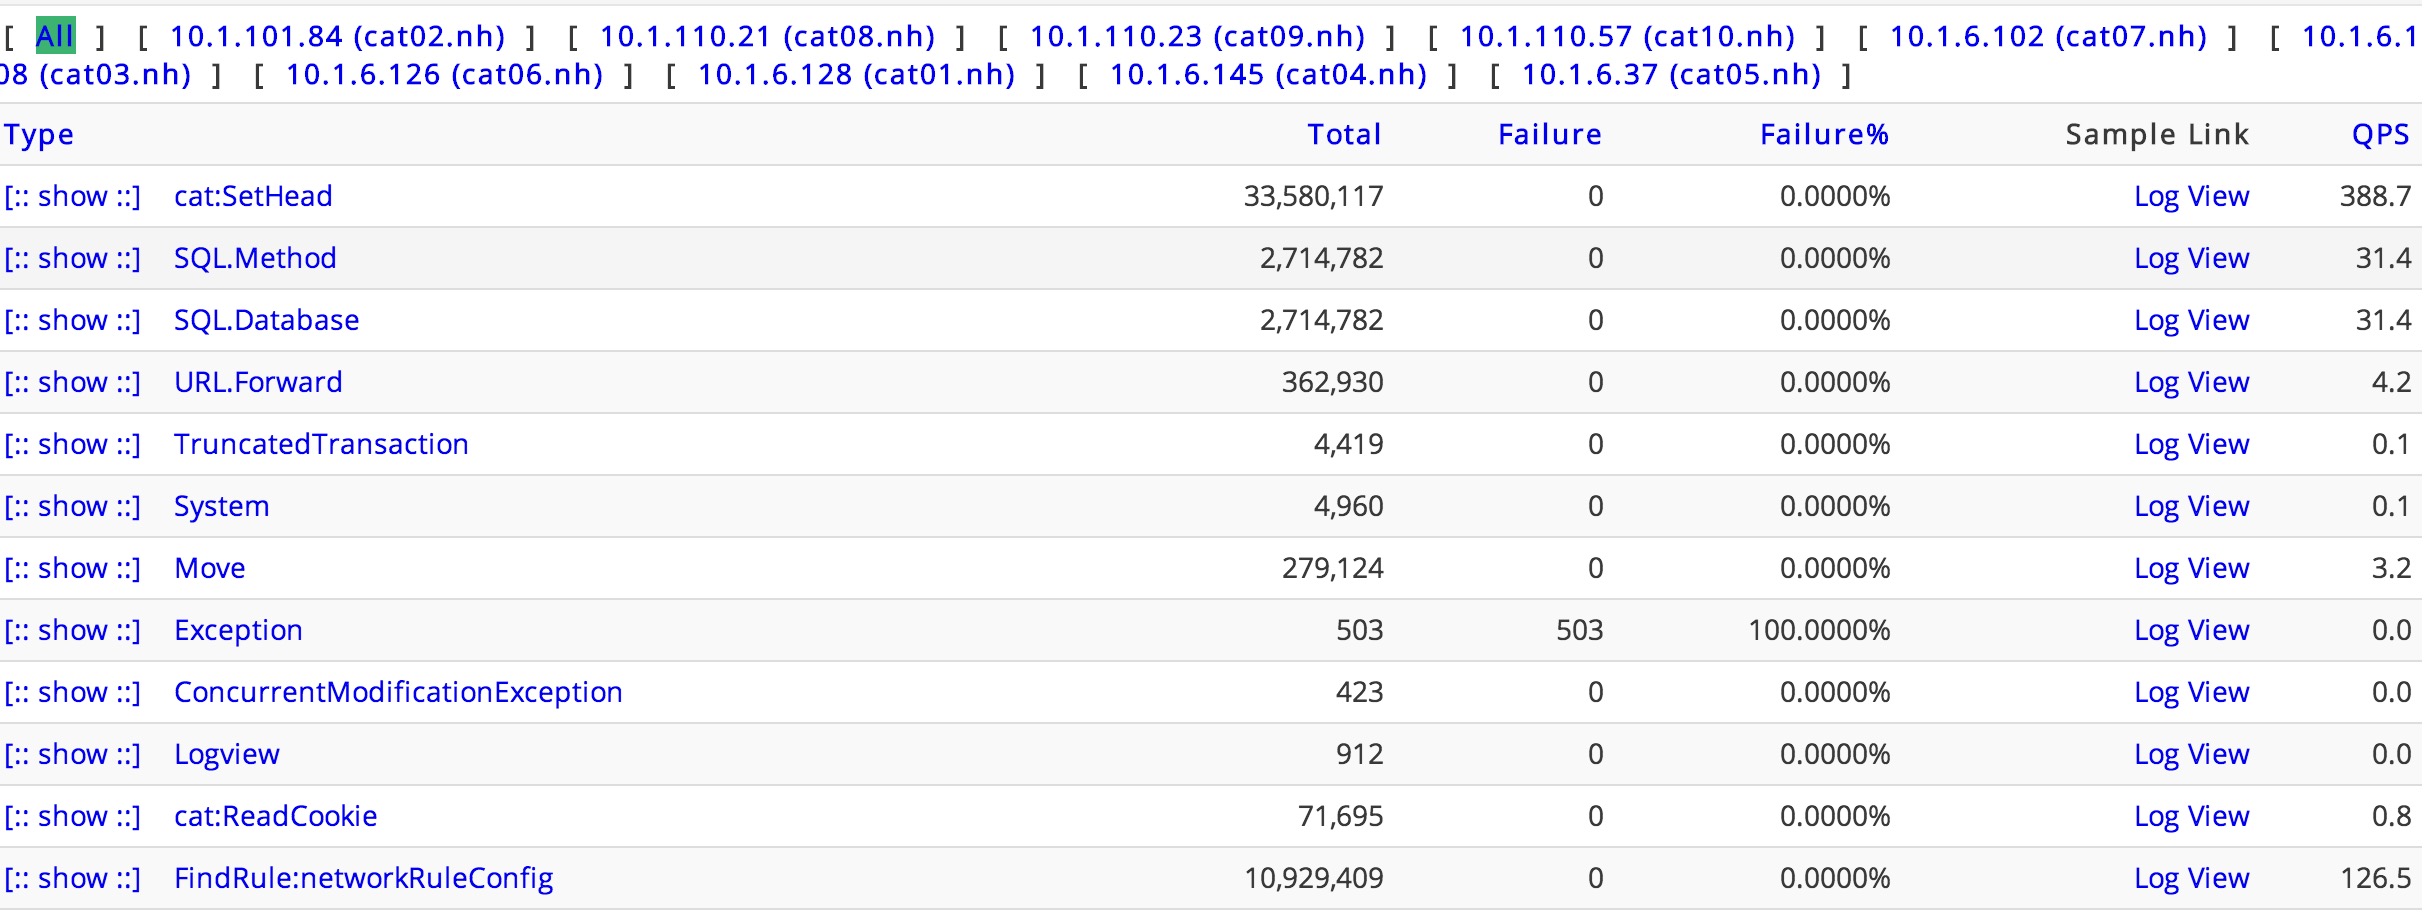 [ All ] [ 10.1.101.84 (cat02.nh) ] [ 10.1.110.21 (cat08.nh) ] [ 10.1.110.23 (cat09.nh) ] [ 10.1.110.57 (cat10.nh) ] [ 10.1.6.102 (cat07.nh) ] [ 10.1.6.1
08 (cat03.nh) ] [ 10.1.6.126 (cat06.nh) ] [ 10.1.6.128 (cat01.nh) ] [ 10.1.6.145 (cat04.nh) ] [ 10.1.6.37 (cat05.nh) ]
Type Total Failure Failure% Sample Link QPS
[:: show ::] cat:SetHead 33,580,117 0 0.0000% Log View 388.7
[:: show ::] SQL.Method 2,714,782 0 0.0000% Log View 31.4
[:: show ::] SQL.Database 2,714,782 0 0.0000% Log View 31.4
[:: show ::] URL.Forward 362,930 0 0.0000% Log View 4.2
[:: show ::] TruncatedTransaction 4,419 0 0.0000% Log View 0.1
[:: show ::] System 4,960 0 0.0000% Log View 0.1
[:: show ::] Move 279,124 0 0.0000% Log View 3.2
[:: show ::] Exception 503 503 100.0000% Log View 0.0
[:: show ::] ConcurrentModificationException 423 0 0.0000% Log View 0.0
[:: show ::] Logview 912 0 0.0000% Log View 0.0
[:: show ::] cat:ReadCookie 71,695 0 0.0000% Log View 0.8
[:: show ::] FindRule:networkRuleConfig 10,929,409 0 0.0000% Log View 126.5